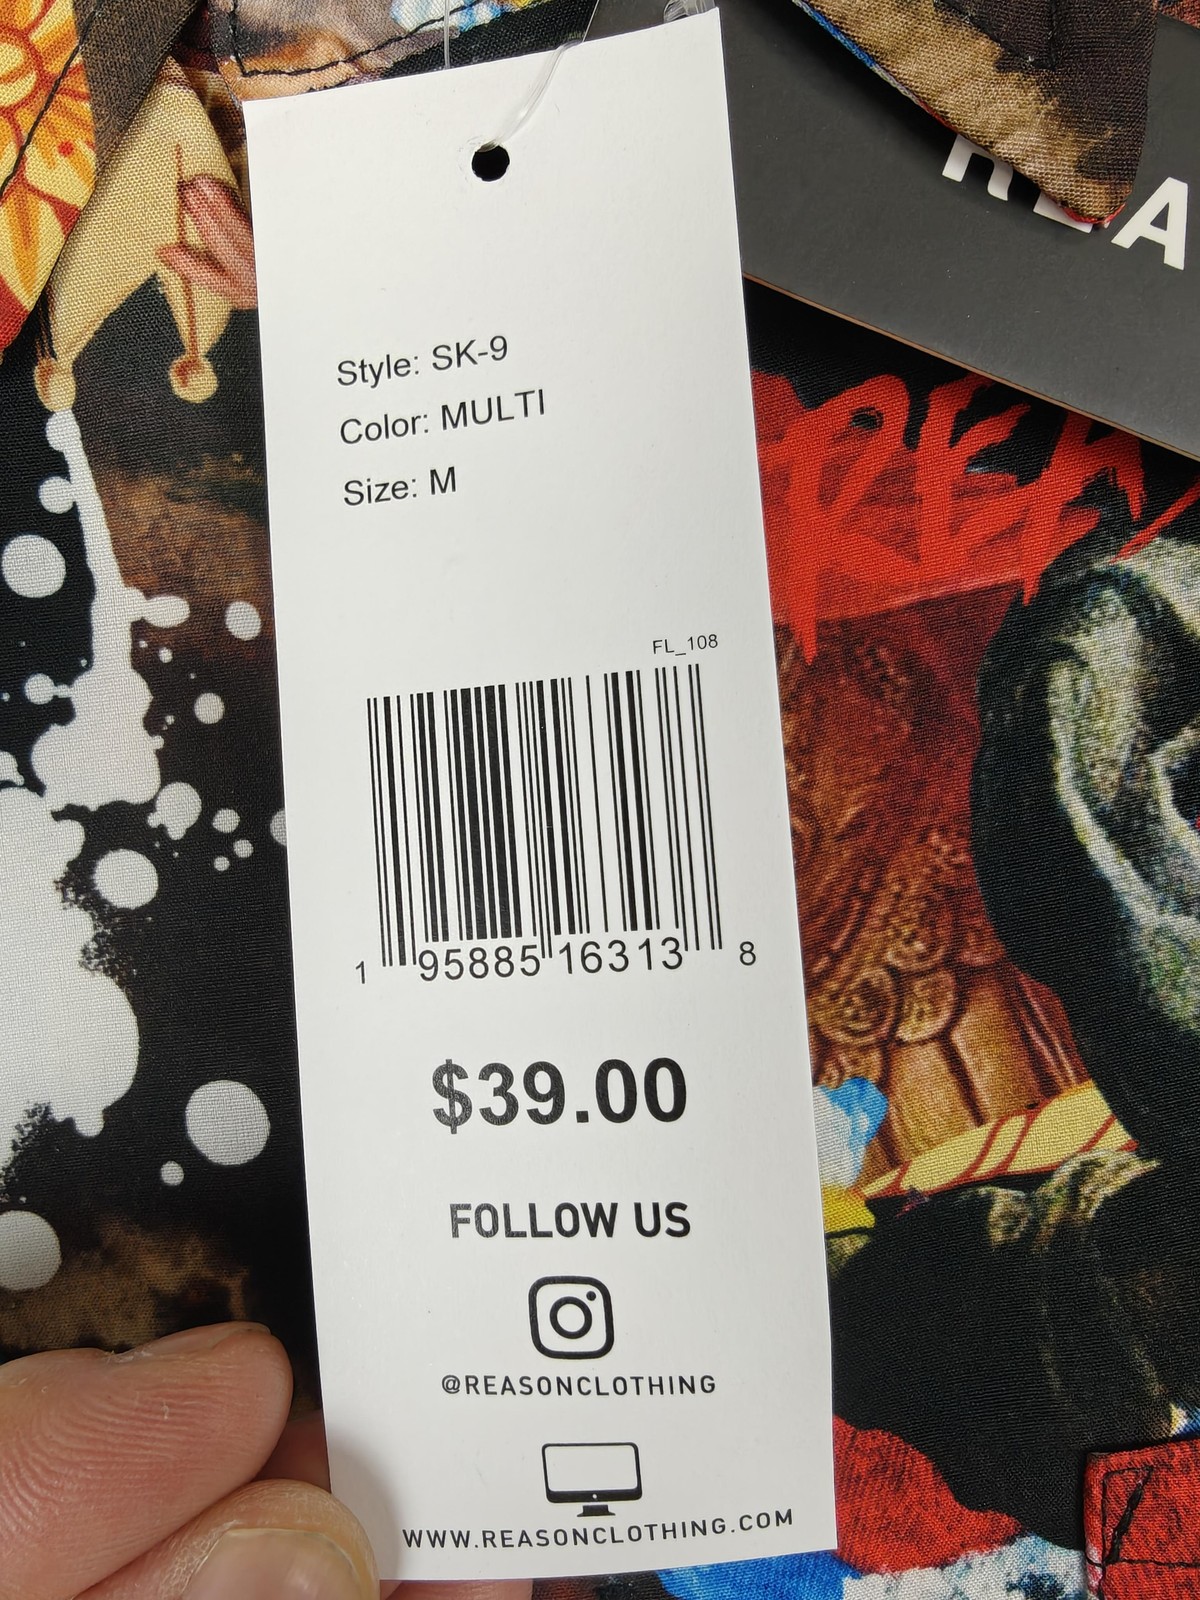 Style: SK-9
Color: MULTI
Size: M
FL_108
1 95885 16313 8
$39.00
FOLLOW US
@REASONCLOTHING
WWW.REASONCLOTHING.COM